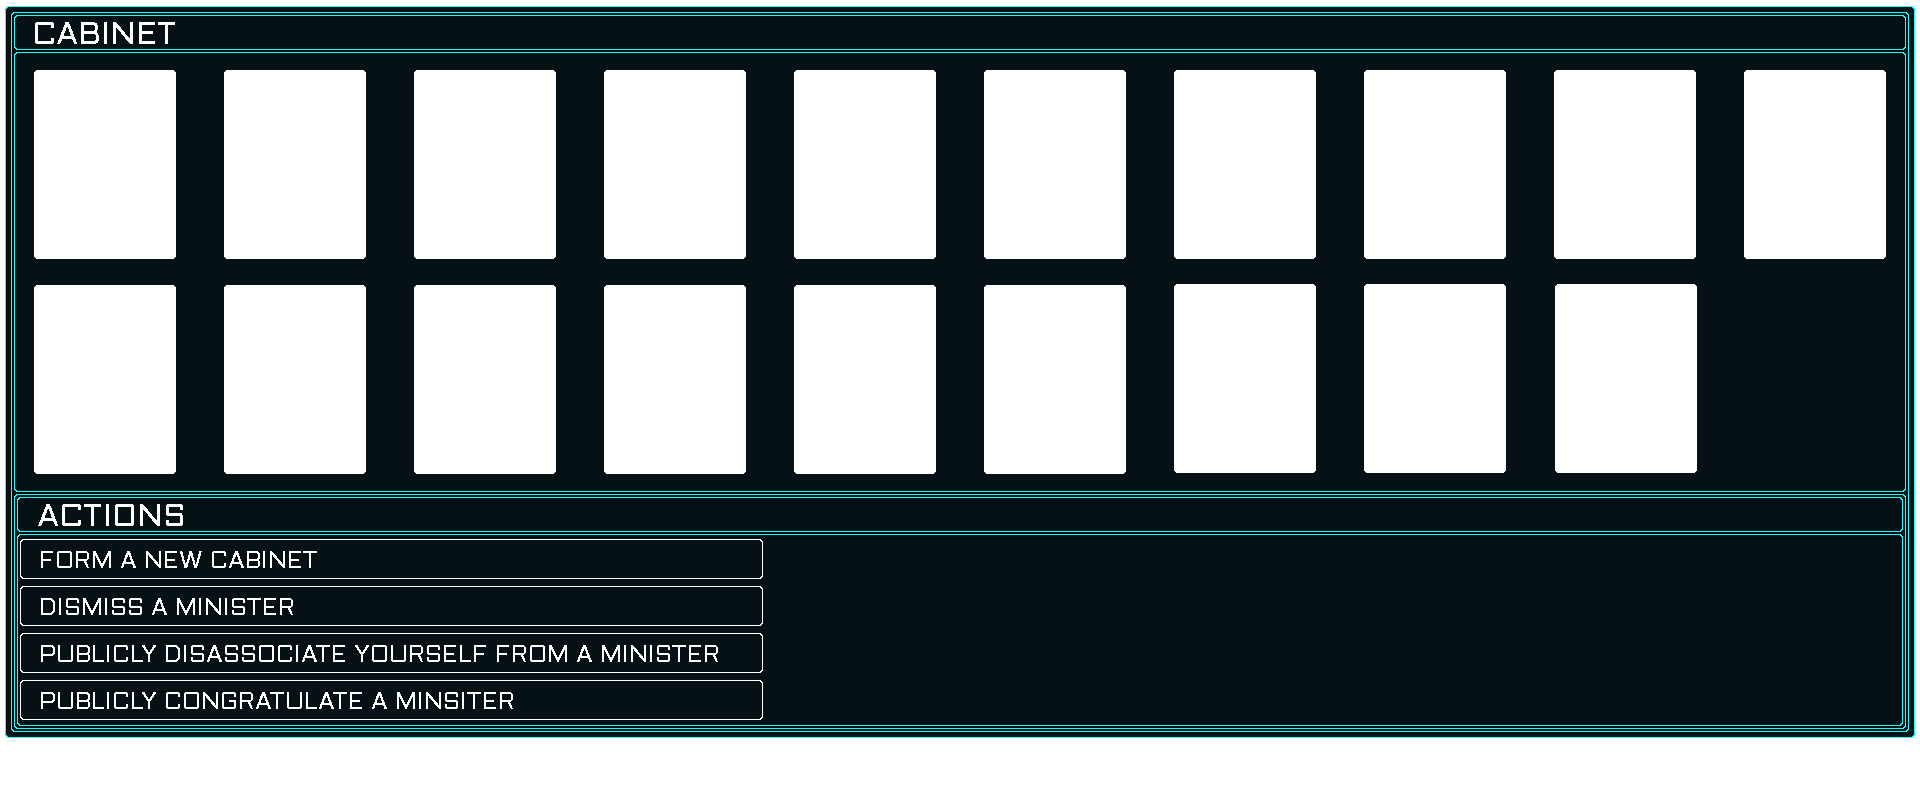 CABINET
ACTIONS
FORM A NEW CABINET
DISMISS A MINISTER
PUBLICLY DISASSOCIATE YOURSELF FROM A MINISTER
PUBLICLY CONGRATULATE A MINSITER